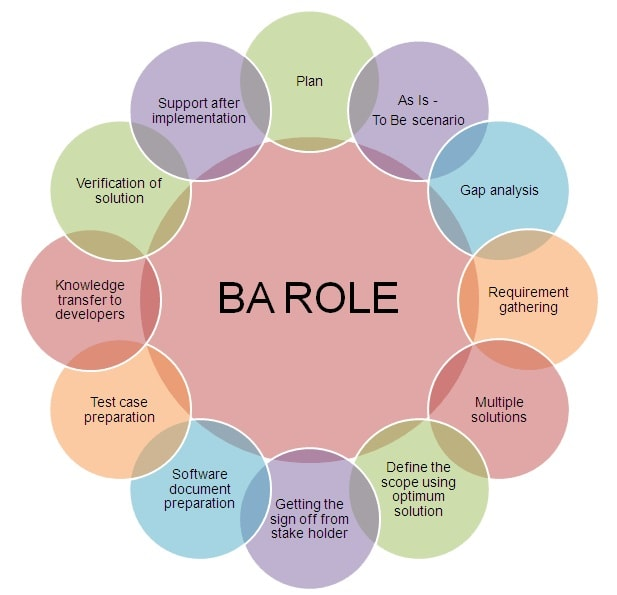 Plan
As Is -
To Be scenario
Gap analysis
Requirement
gathering
Multiple
solutions
Define the
scope using
optimum
solution
Getting the
sign off from
stake holder
Software
document
preparation
Test case
preparation
Knowledge
transfer to
developers
Verification of
solution
Support after
implementation
BA ROLE